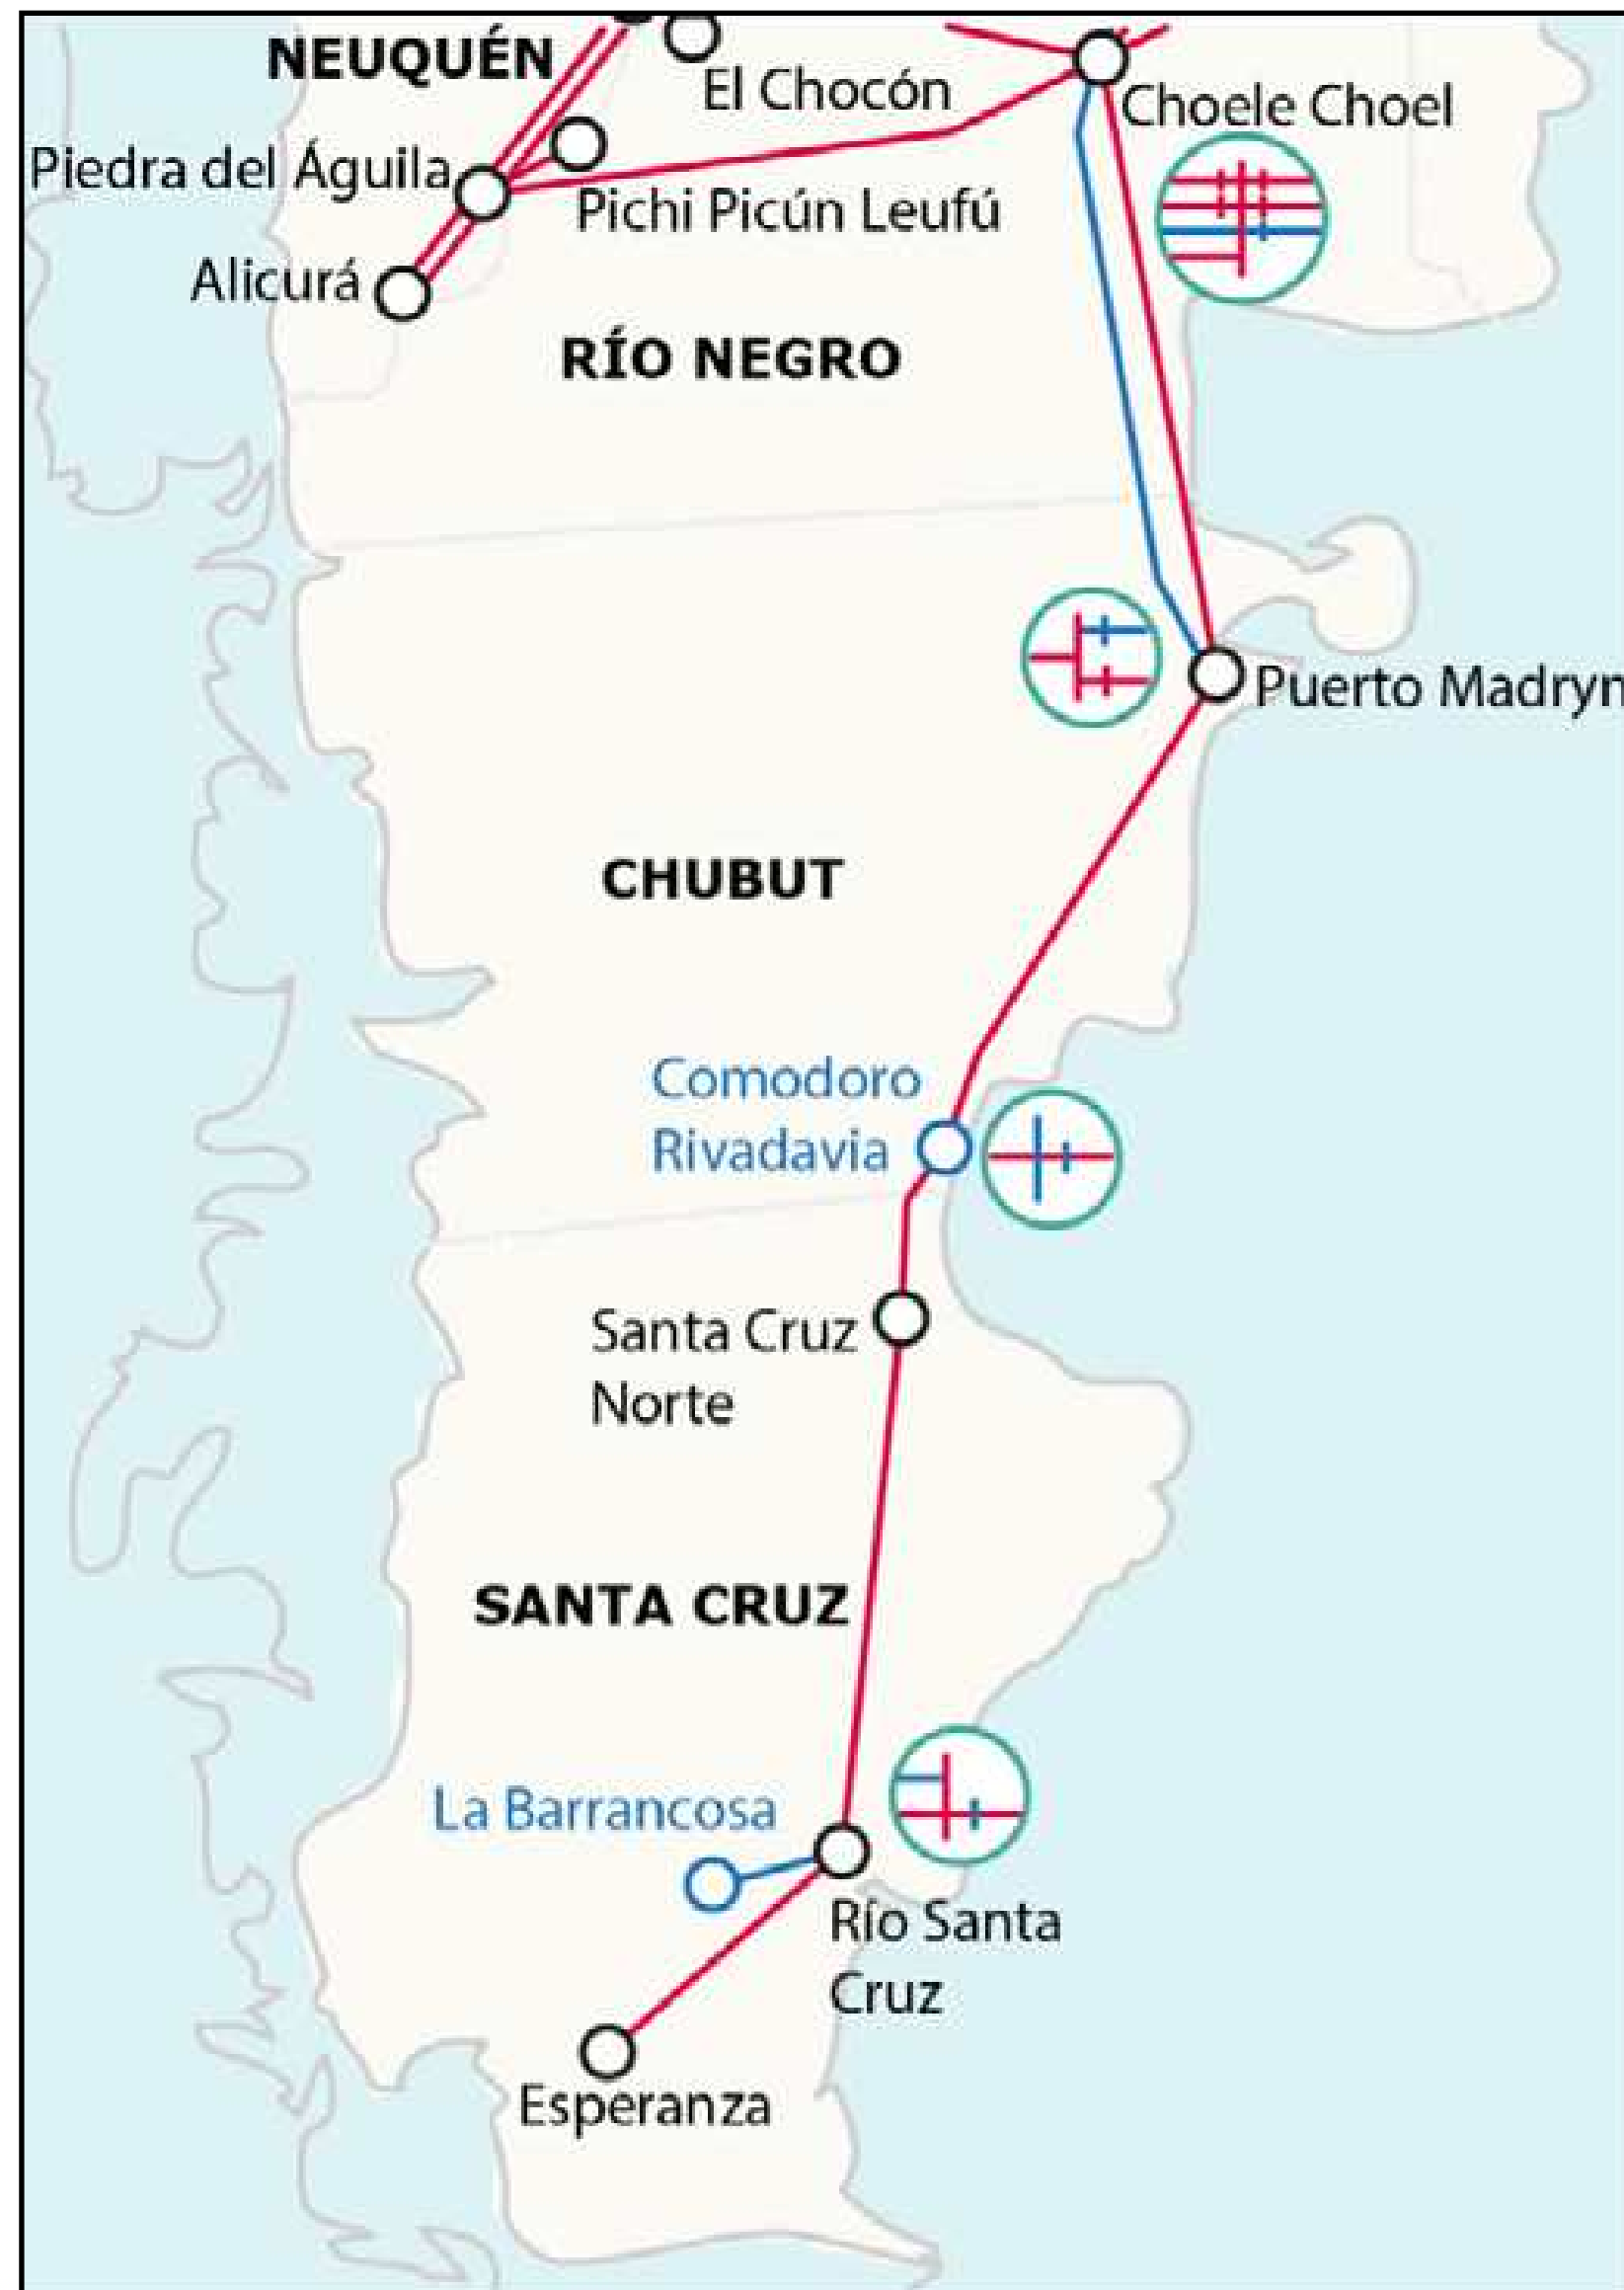 NEUQUÉN
El Chocón
Choele Choel
Piedra del Águila
Pichi Picún Leufú
Alicurá
RÍO NEGRO
Puerto Madryn
CHUBUT
Comodoro
Rivadavia
Santa Cruz
Norte
SANTA CRUZ
La Barrancosa
Río Santa
Cruz
Esperanza